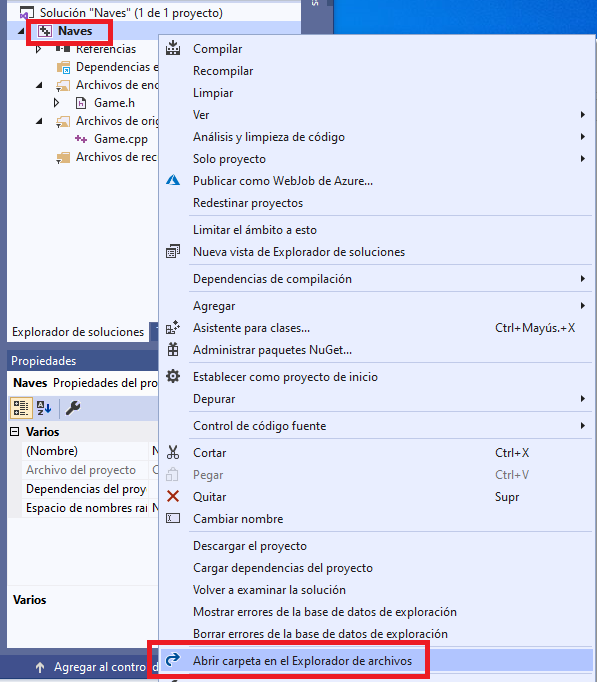 Solución "Naves" (1 de 1 proyecto)
Naves
Referencias
Dependencias e
Archivos de enc
Game.h
Archivos de orig
Game.cpp
Archivos de rec
Explorador de soluciones
Propiedades
Naves Propiedades del pro
Varios
(Nombre) N
Archivo del proyecto C
Dependencias del proy
Espacio de nombres raí N
Varios
Agregar al contro d
Compilar
Recompilar
Limpiar
Ver
Análisis y limpieza de código
Solo proyecto
Publicar como WebJob de Azure...
Redestinar proyectos
Limitar el ámbito a esto
Nueva vista de Explorador de soluciones
Dependencias de compilación
Agregar
Asistente para clases... Ctrl+Mayús.+X
Administrar paquetes NuGet...
Establecer como proyecto de inicio
Depurar
Control de código fuente
Cortar Ctrl+X
Pegar Ctrl+V
Quitar Supr
Cambiar nombre
Descargar el proyecto
Cargar dependencias del proyecto
Volver a examinar la solución
Mostrar errores de la base de datos de exploración
Borrar errores de la base de datos de exploración
Abrir carpeta en el Explorador de archivos